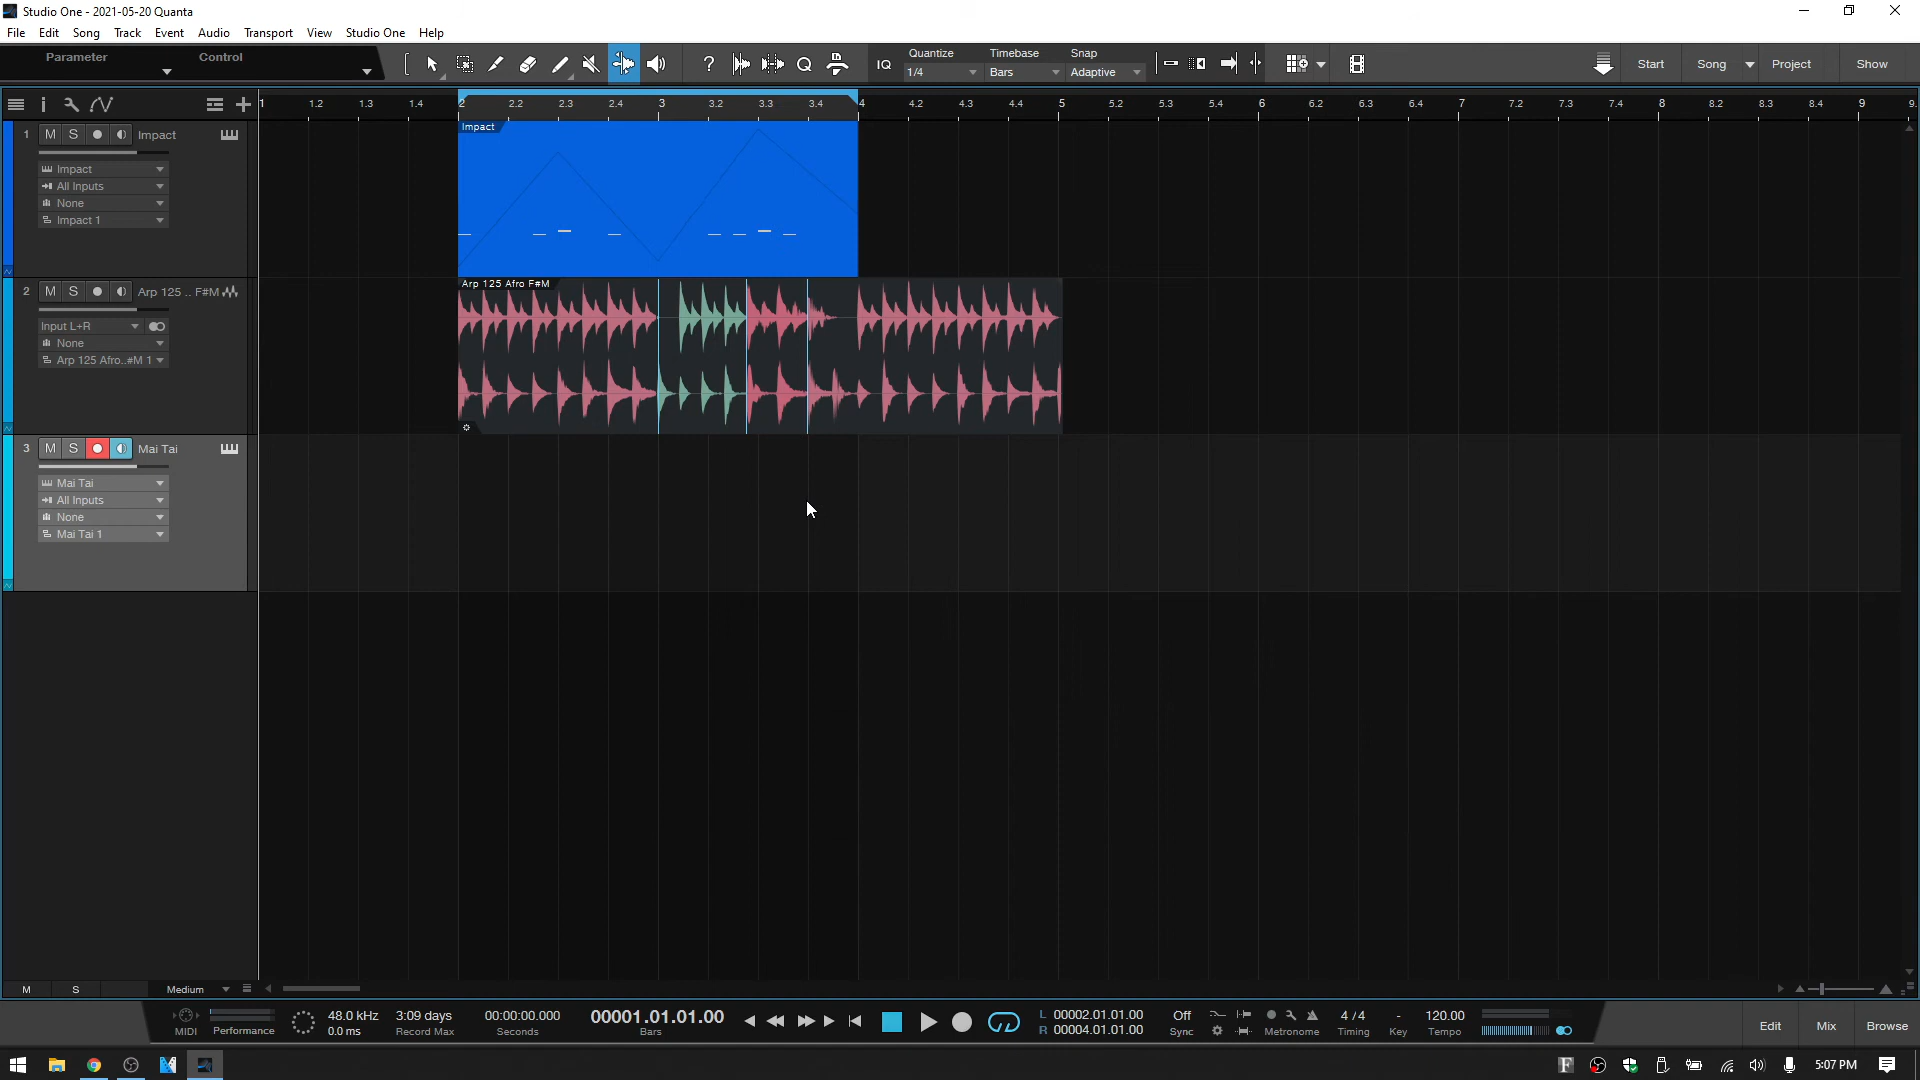 Studio One - 2021-05-20 Quanta
File Edit Song Track Event Audio Transport View Studio One Help
Parameter Control
Quantize Timebase Snap
IQ 1/4 Bars Adaptive
Start Song Project Show
1 1.2 1.3 1.4 2 2.2 2.3 2.4 3 3.2 3.3 3.4 4 4.2 4.3 4.4 5 5.2 5.3 5.4 6 6.2 6.3 6.4 7 7.2 7.3 7.4 8 8.2 8.3 8.4 9 9.
1 M S Impact
Impact
All Inputs
None
Impact 1
Impact
2 M S Arp 125 .. F#M
Input L+R
None
Arp 125 Afro..#M 1
Arp 125 Afro F#M
3 M S Mai Tai
Mai Tai
All Inputs
None
Mai Tai 1
M S Medium
MIDI Performance
48.0 kHz
0.0 ms
3:09 days
Record Max
00:00:00.000
Seconds
00001.01.01.00
Bars
L 00002.01.01.00
R 00004.01.01.00
Off
Sync
Metronome
4 / 4
Timing
-
Key
120.00
Tempo
Edit Mix Browse
5:07 PM